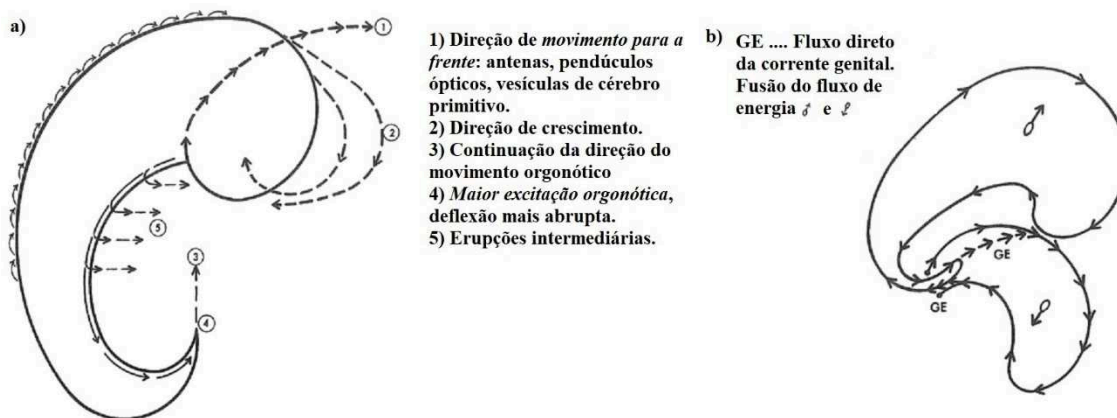 a)
1
2
5
3
4
1) Direção de movimento para a
frente: antenas, pendúculos
ópticos, vesículas de cérebro
primitivo.
2) Direção de crescimento.
3) Continuação da direção do
movimento orgonótico
4) Maior excitação orgonótica,
deflexão mais abrupta.
5) Erupções intermediárias.
b)
GE .... Fluxo direto
da corrente genital.
Fusão do fluxo de
energia ♂ e ♀
GE
GE